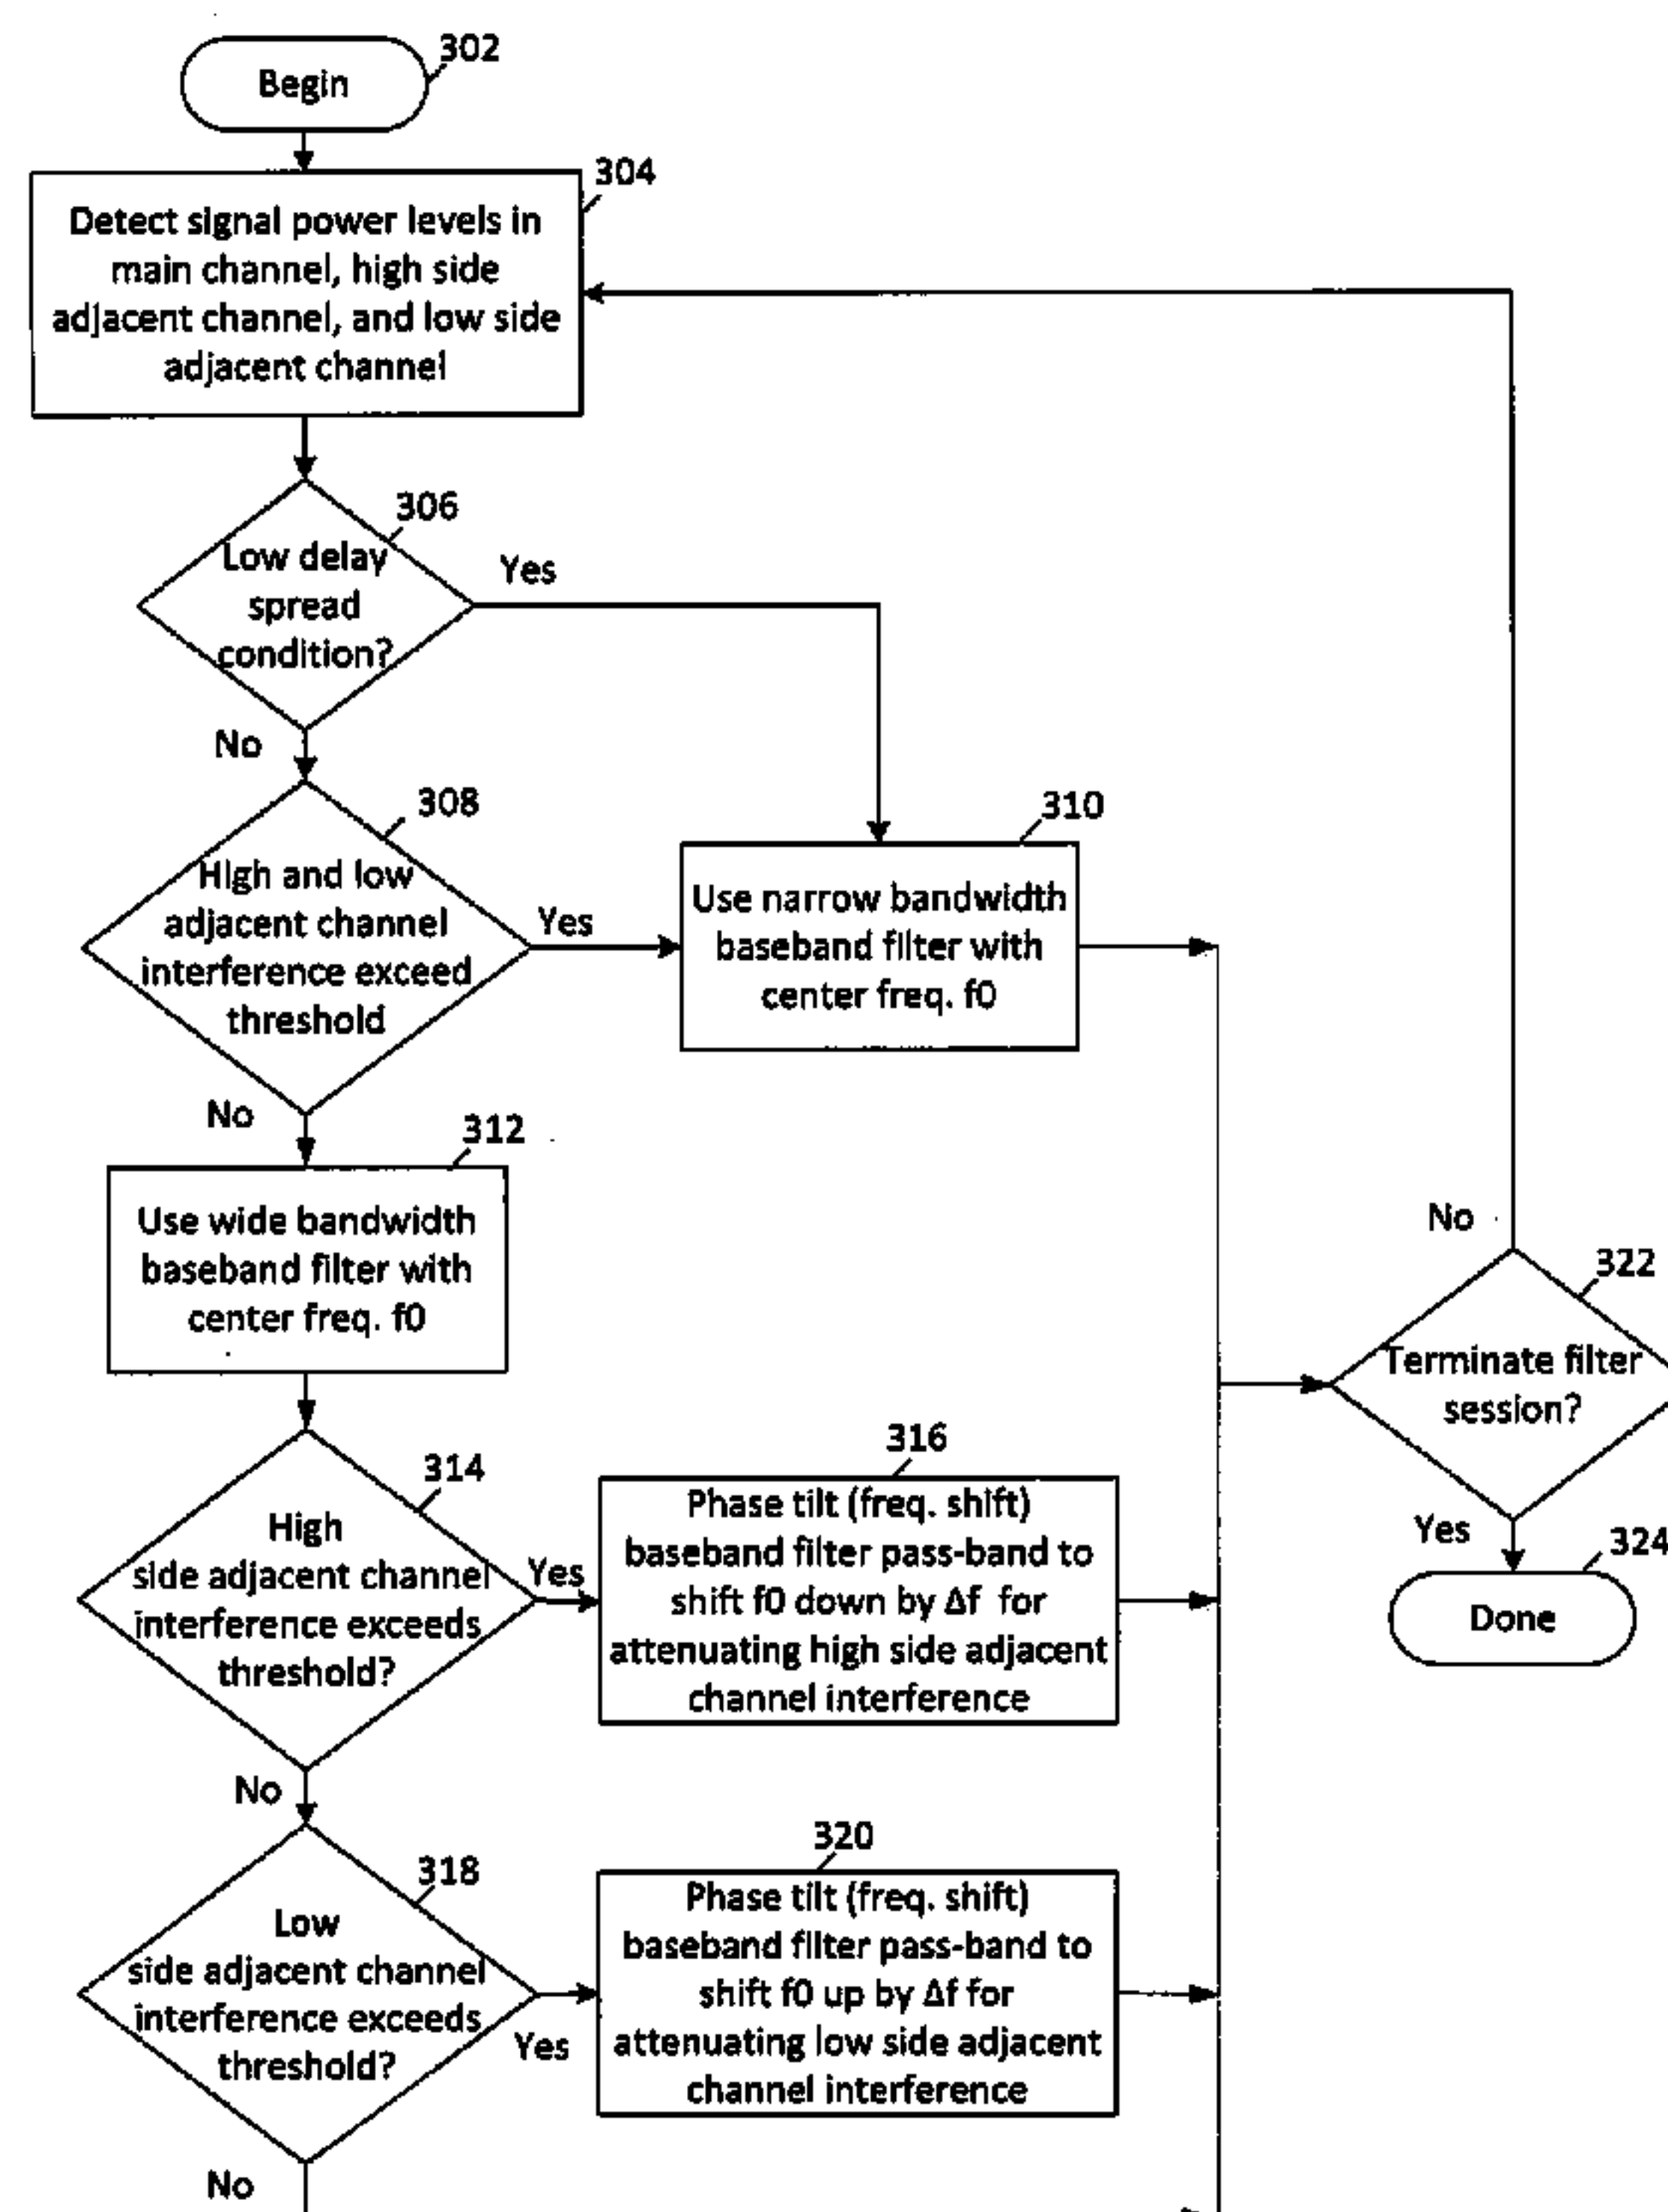 302
Begin
304
Detect signal power levels in
main channel, high side
adjacent channel, and low side
adjacent channel
306
Low delay
spread
condition?
Yes
No
308
High and low
adjacent channel
interference exceed
threshold
Yes
No
310
Use narrow bandwidth
baseband filter with
center freq. f0
312
Use wide bandwidth
baseband filter with
center freq. f0
314
High
side adjacent channel
interference exceeds
threshold?
Yes
No
316
Phase tilt (freq. shift)
baseband filter pass-band to
shift f0 down by Δf for
attenuating high side adjacent
channel interference
318
Low
side adjacent channel
interference exceeds
threshold?
Yes
No
320
Phase tilt (freq. shift)
baseband filter pass-band to
shift f0 up by Δf for
attenuating low side adjacent
channel interference
No
322
Terminate filter
session?
Yes
324
Done